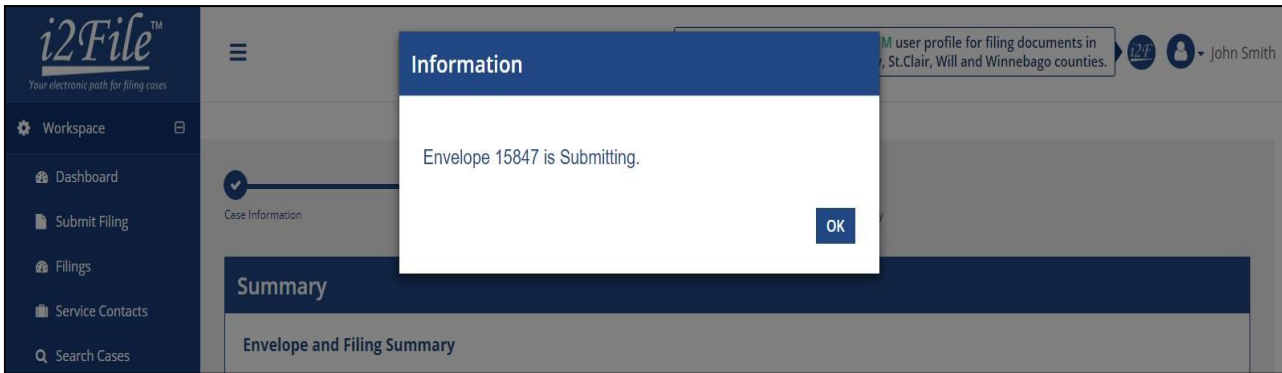 i2File™
Your electronic path for filing cases
Workspace
Dashboard
Submit Filing
Filings
Service Contacts
Search Cases
M user profile for filing documents in
, St.Clair, Will and Winnebago counties.
i2F
John Smith
Information
Envelope 15847 is Submitting.
OK
Case Information
Summary
Envelope and Filing Summary